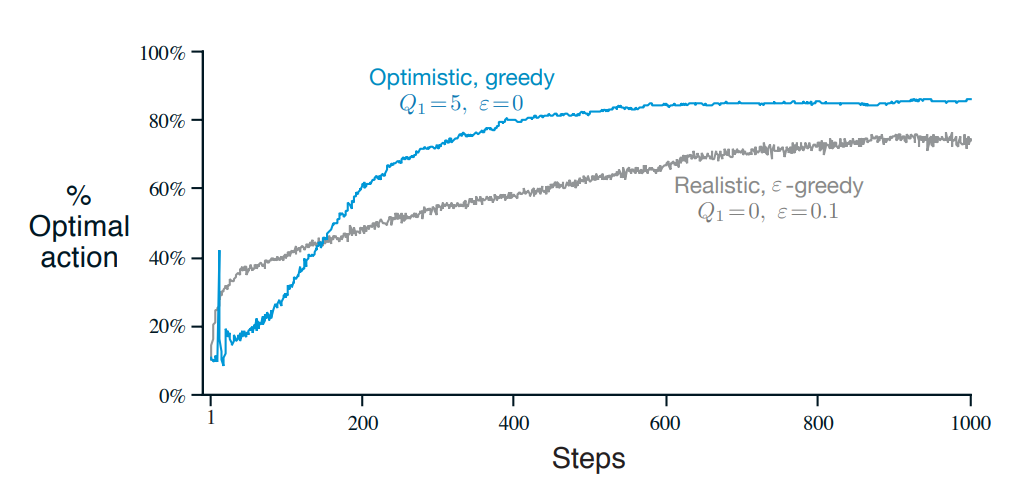 100%
80%
60%
40%
20%
0%
%
Optimal
action
Optimistic, greedy
Q₁=5, ε=0
Realistic, ε-greedy
Q₁=0, ε=0.1
1
200
400
600
800
1000
Steps